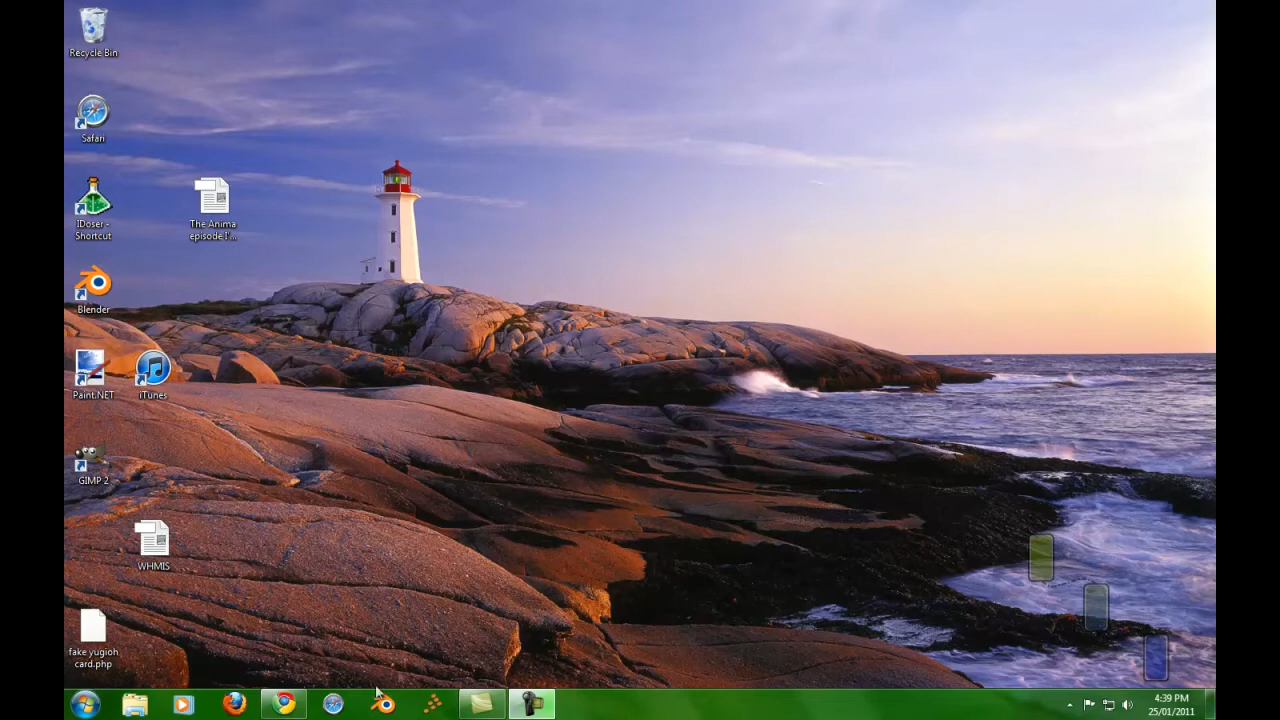 Recycle Bin
Safari
IDoser -
Shortcut
The Anima
episode I'...
Blender
Paint.NET
iTunes
GIMP 2
WHMIS
fake yugioh
card.php
4:39 PM
25/01/2011